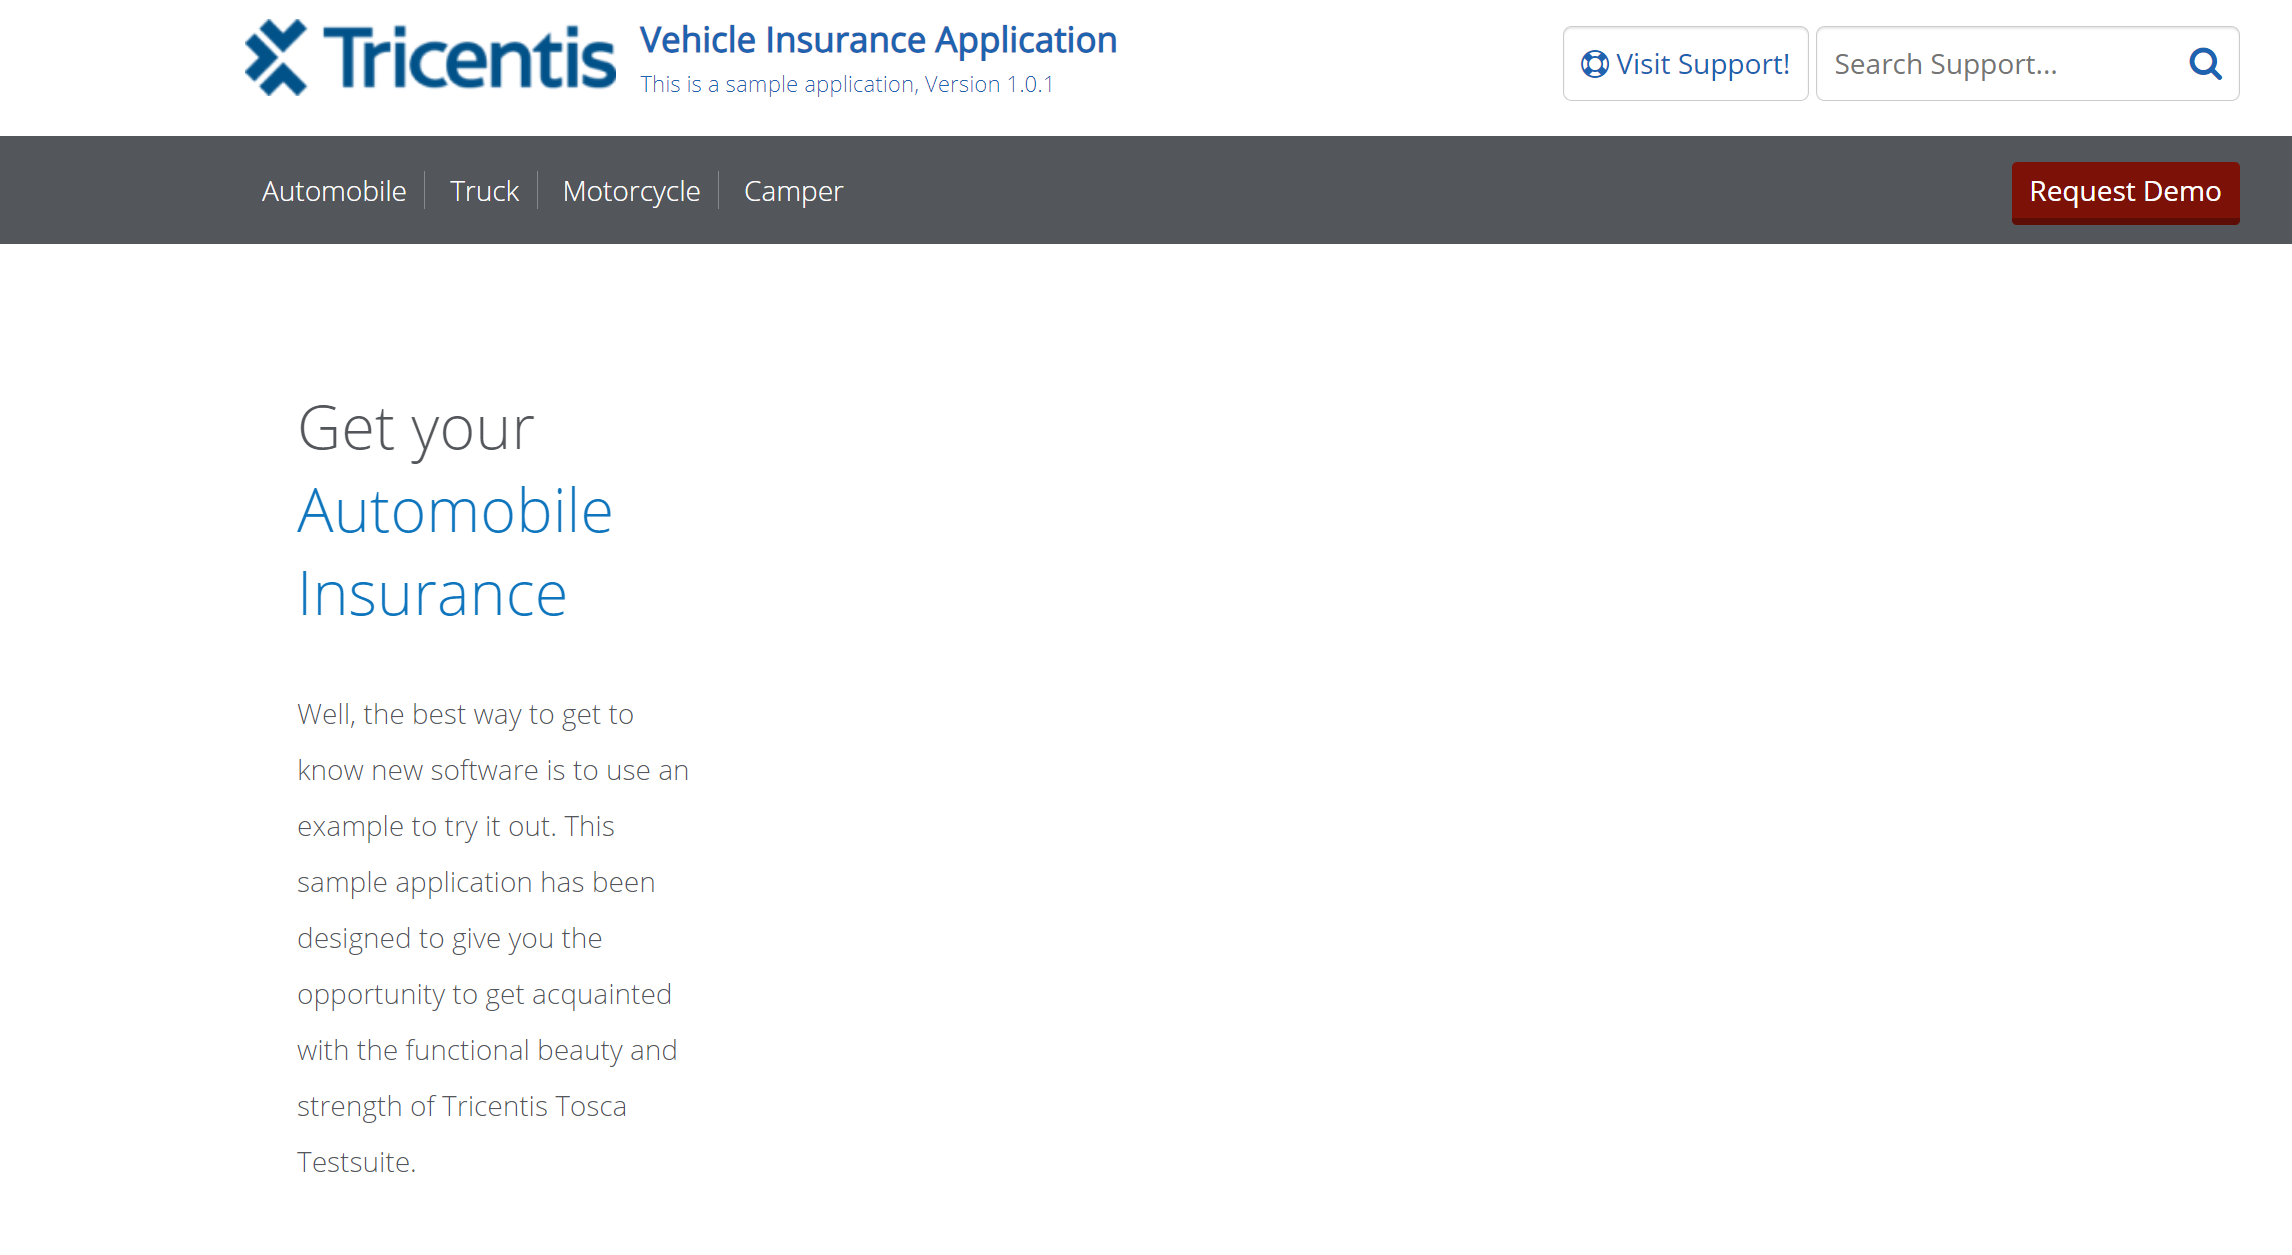 Tricentis
Vehicle Insurance Application
This is a sample application, Version 1.0.1
Visit Support!
Search Support...
Automobile
Truck
Motorcycle
Camper
Request Demo
Get your
Automobile
Insurance
Well, the best way to get to
know new software is to use an
example to try it out. This
sample application has been
designed to give you the
opportunity to get acquainted
with the functional beauty and
strength of Tricentis Tosca
Testsuite.